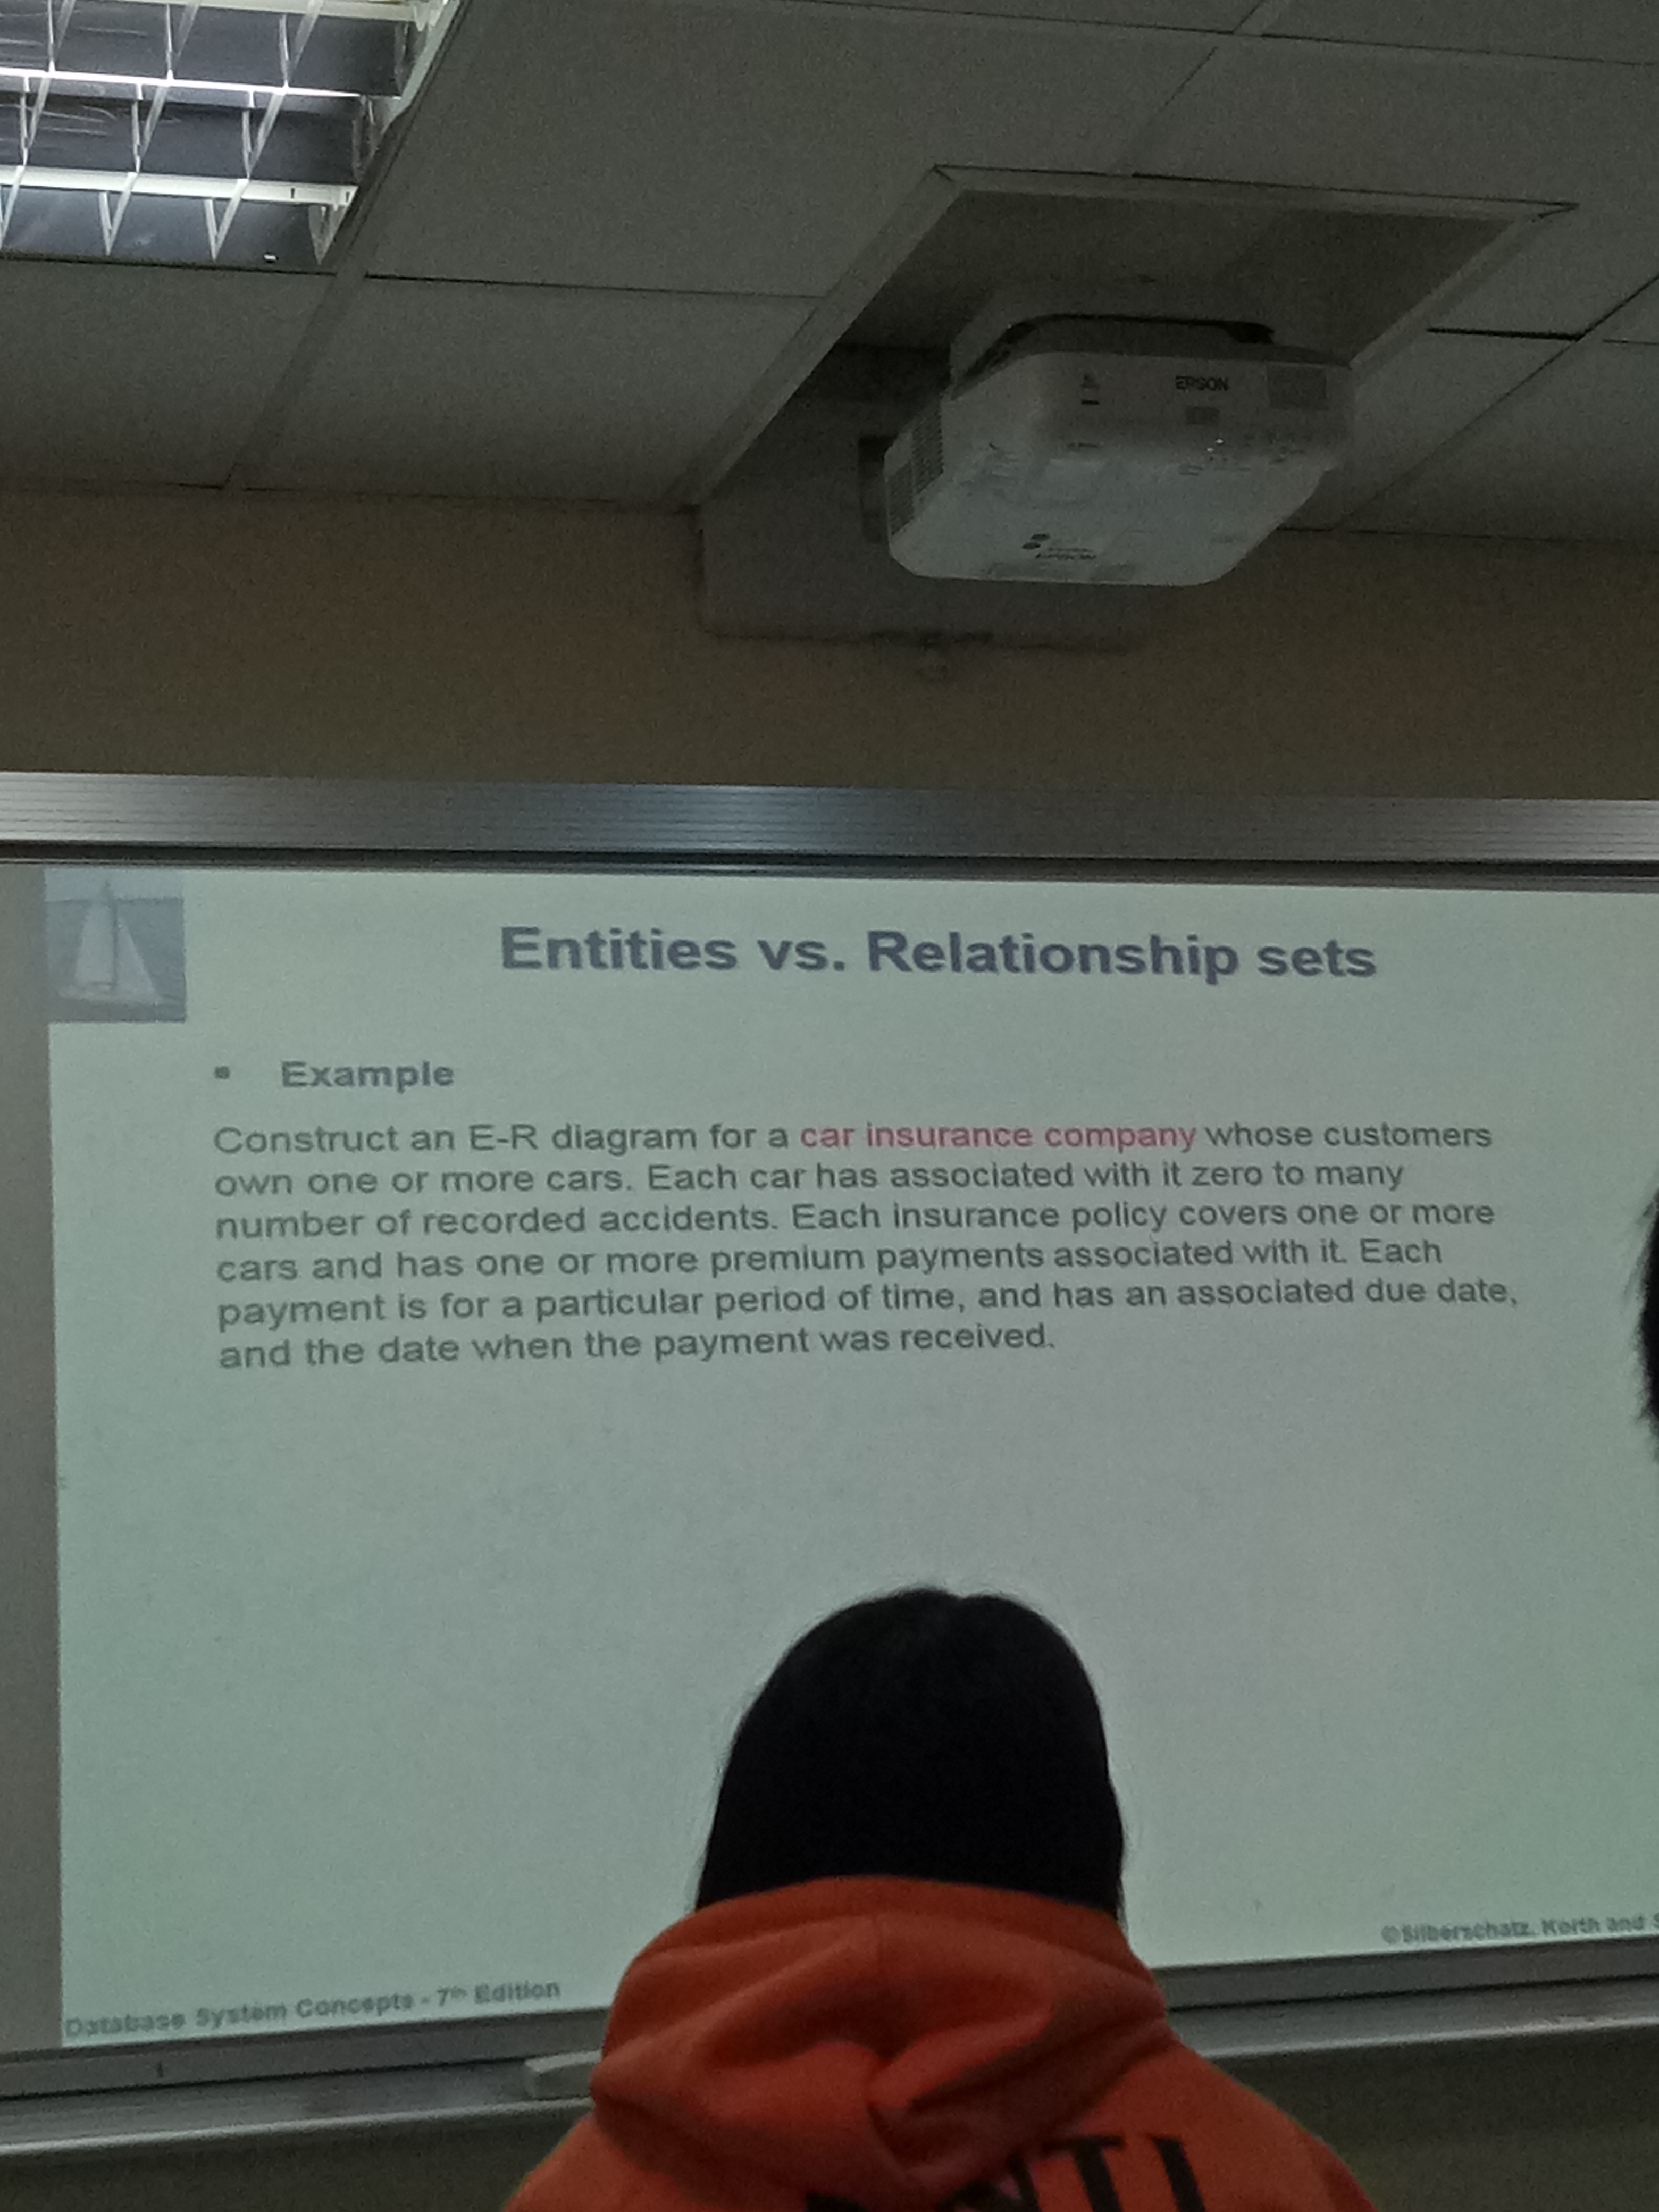 EPSON
EPSON
Entities vs. Relationship sets
▪ Example
Construct an E-R diagram for a car insurance company whose customers
own one or more cars. Each car has associated with it zero to many
number of recorded accidents. Each insurance policy covers one or more
cars and has one or more premium payments associated with it. Each
payment is for a particular period of time, and has an associated due date,
and the date when the payment was received.
©Silberschatz, Korth and S
Database System Concepts - 7th Edition